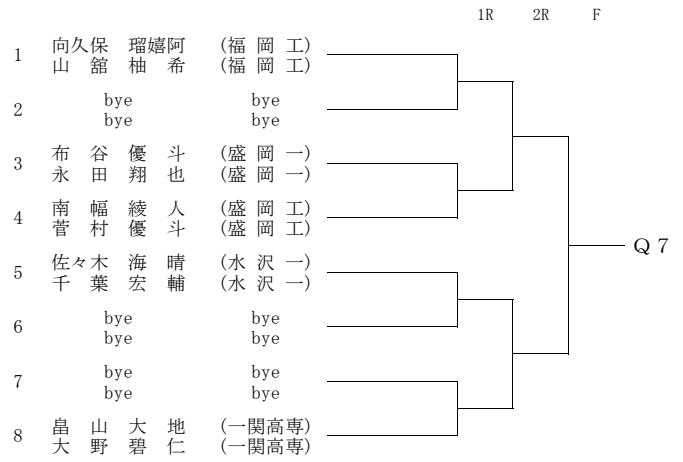 1R 2R F
1 向久保 瑠嬉阿 (福 岡 工)
山 舘 柚 希 (福 岡 工)
2 bye bye
bye bye
3 布 谷 優 斗 (盛 岡 一)
永 田 翔 也 (盛 岡 一)
4 南 幅 綾 人 (盛 岡 工)
菅 村 優 斗 (盛 岡 工)
Q 7
5 佐々木 海 晴 (水 沢 一)
千 葉 宏 輔 (水 沢 一)
6 bye bye
bye bye
7 bye bye
bye bye
8 畠 山 大 地 (一関高専)
大 野 碧 仁 (一関高専)